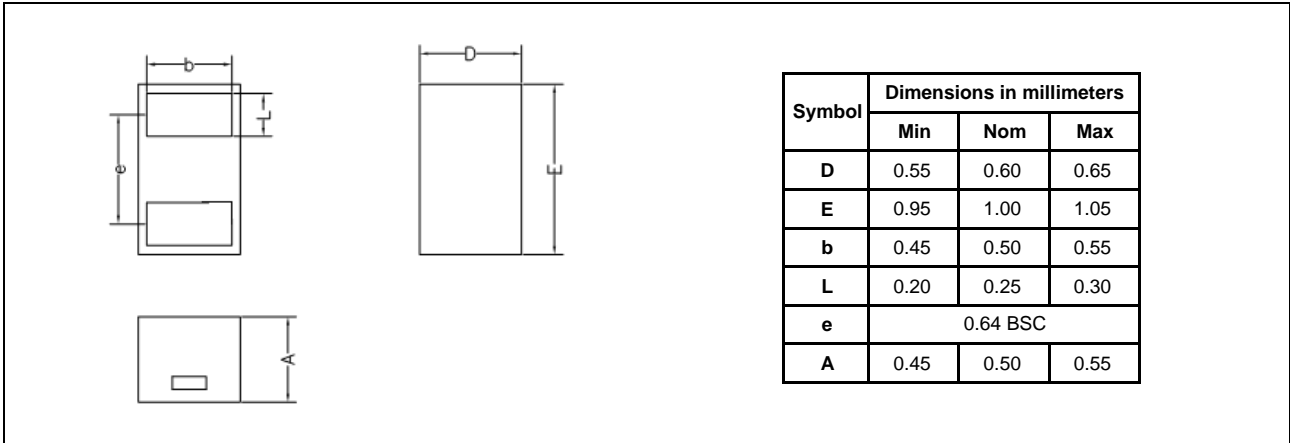 b
L
e
D
E
A
Symbol Dimensions in millimeters
Min Nom Max
D 0.55 0.60 0.65
E 0.95 1.00 1.05
b 0.45 0.50 0.55
L 0.20 0.25 0.30
e 0.64 BSC
A 0.45 0.50 0.55